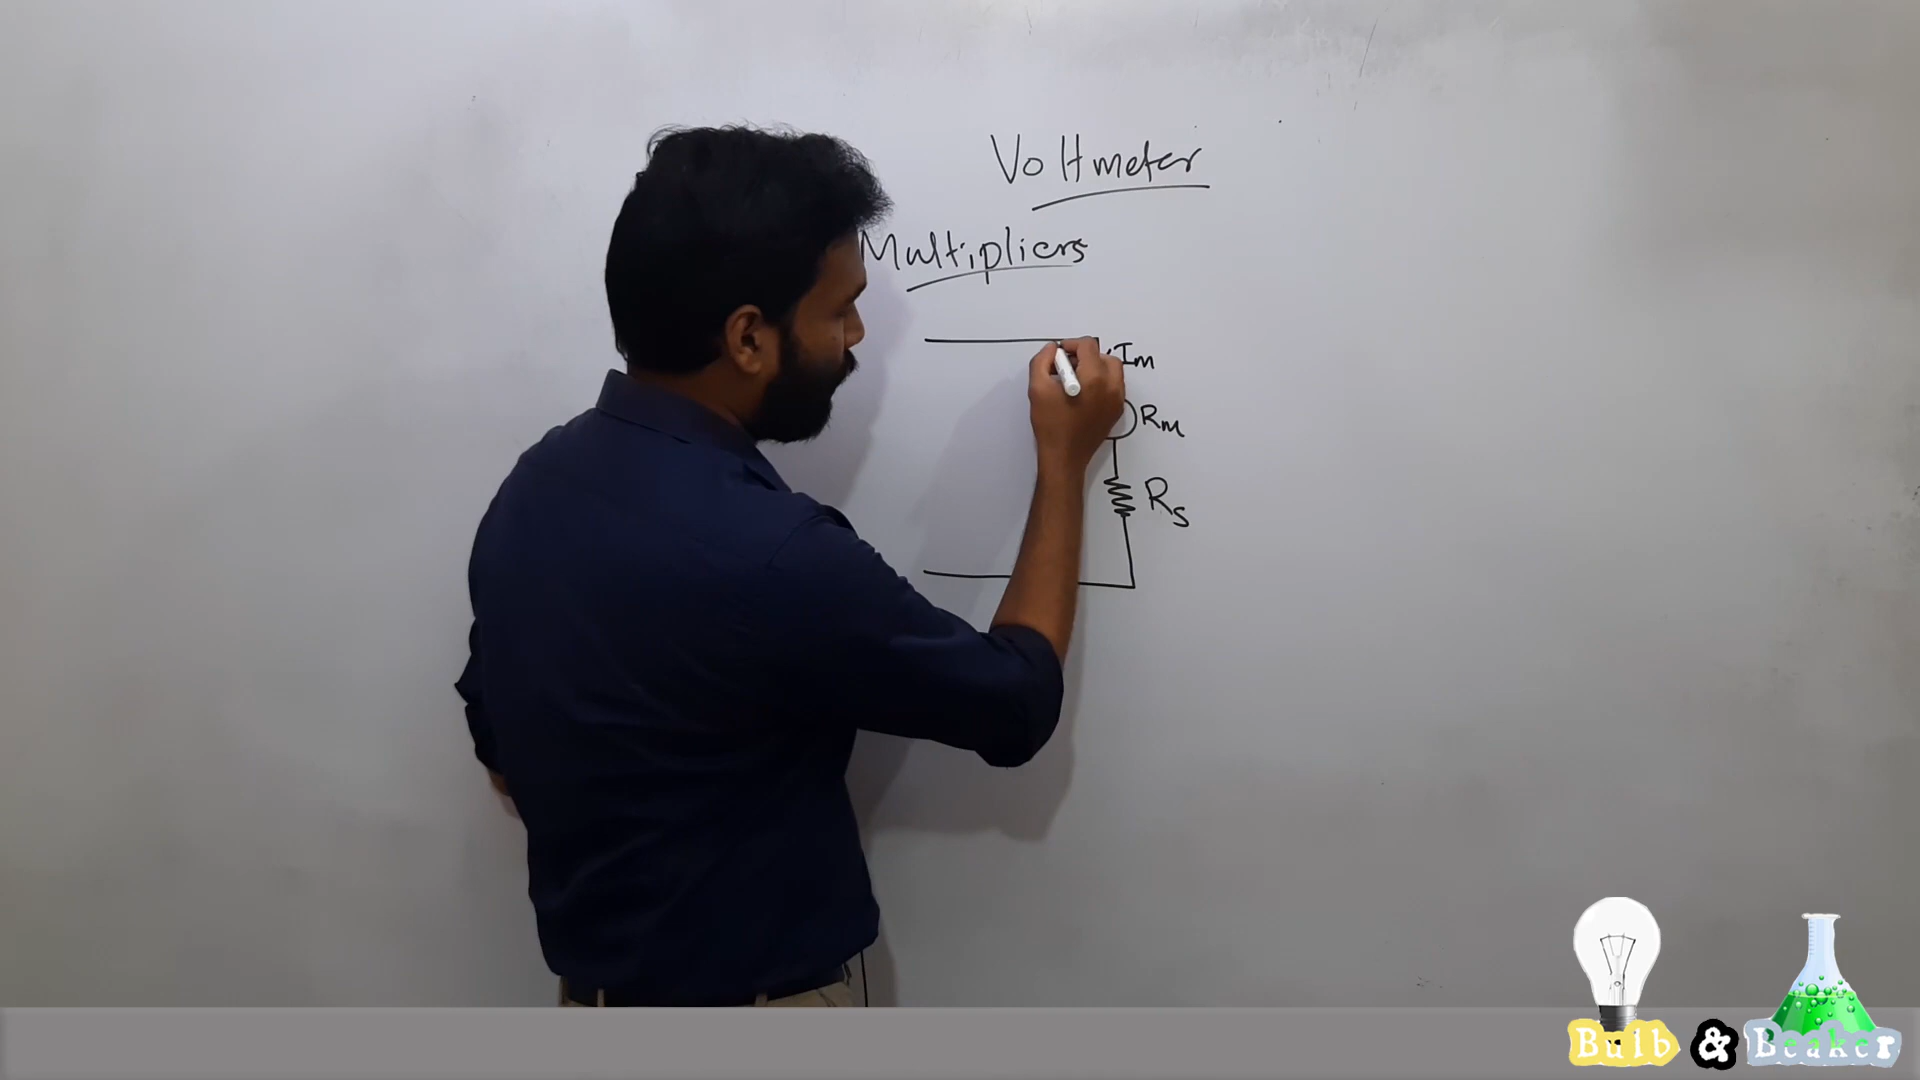 Voltmeter
Multipliers
Im
Rm
Rs
Bulb & Beaker